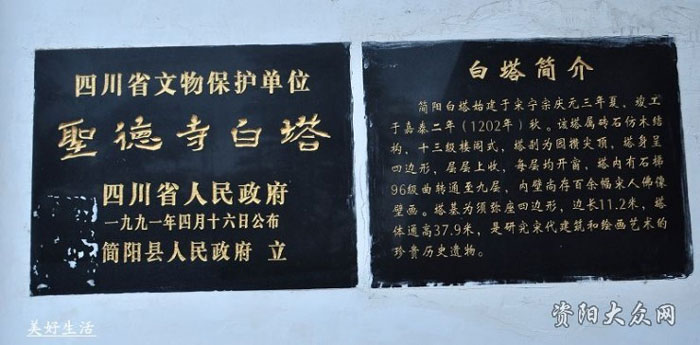 四川省文物保护单位
聖德寺白塔
四川省人民政府
一九九一年四月十六日公布
简阳县人民政府 立
白塔简介
简阳白塔始建于宋宁宗庆元三年夏，竣工
于嘉泰二年（1202年）秋。该塔属砖石仿木结
构，十三级楼阁式，塔刹为圆攒尖顶，塔身呈
四边形，层层上收，每层均开窗，塔内有石梯
96级曲转通至九层，内壁尚存百余幅宋人佛像
壁画。塔基为须弥座四边形，边长11.2米，塔
体通高37.9米，是研究宋代建筑和绘画艺术的
珍贵历史遗物。
美好生活
资阳大众网